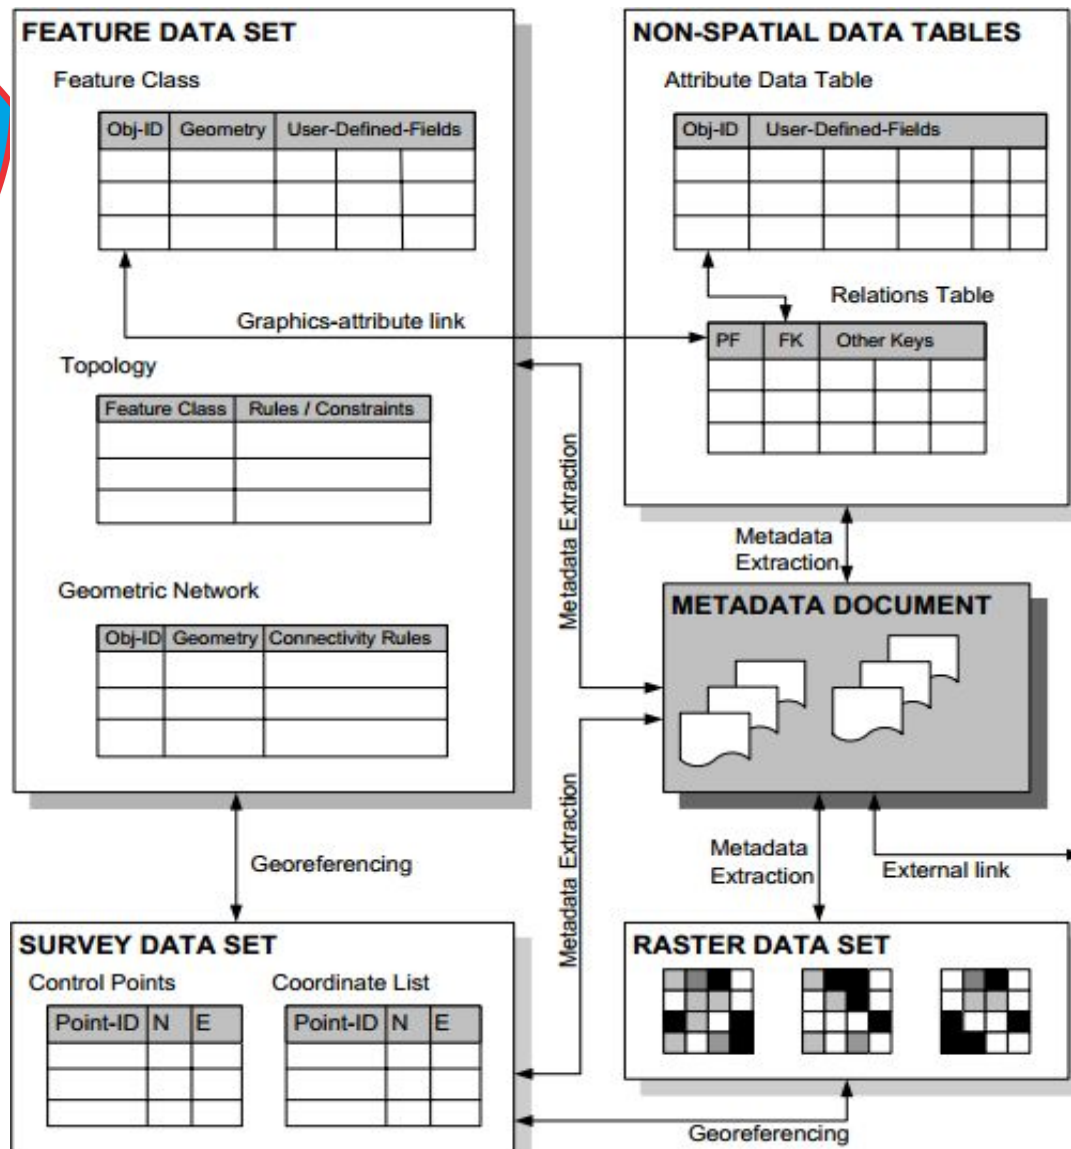 FEATURE DATA SET
Feature Class
Obj-ID Geometry User-Defined-Fields
Graphics-attribute link
Topology
Feature Class Rules / Constraints
Geometric Network
Obj-ID Geometry Connectivity Rules
NON-SPATIAL DATA TABLES
Attribute Data Table
Obj-ID User-Defined-Fields
Relations Table
PF FK Other Keys
Metadata Extraction
Metadata
Extraction
METADATA DOCUMENT
Georeferencing
Metadata Extraction
Metadata
Extraction
External link
SURVEY DATA SET
Control Points
Point-ID N E
Coordinate List
Point-ID N E
RASTER DATA SET
Georeferencing